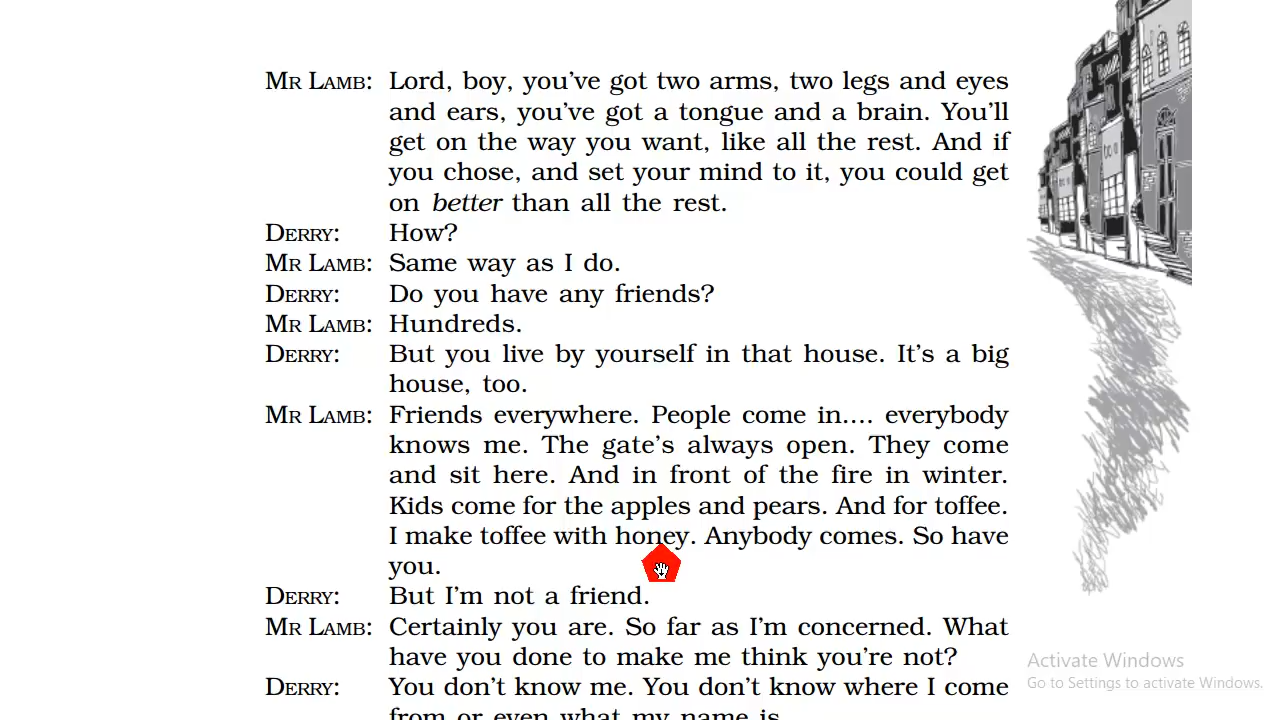 MR LAMB: Lord, boy, you've got two arms, two legs and eyes
and ears, you've got a tongue and a brain. You'll
get on the way you want, like all the rest. And if
you chose, and set your mind to it, you could get
on better than all the rest.
DERRY: How?
MR LAMB: Same way as I do.
DERRY: Do you have any friends?
MR LAMB: Hundreds.
DERRY: But you live by yourself in that house. It's a big
house, too.
MR LAMB: Friends everywhere. People come in.... everybody
knows me. The gate's always open. They come
and sit here. And in front of the fire in winter.
Kids come for the apples and pears. And for toffee.
I make toffee with honey. Anybody comes. So have
you.
DERRY: But I'm not a friend.
MR LAMB: Certainly you are. So far as I'm concerned. What
have you done to make me think you're not?
DERRY: You don't know me. You don't know where I come
from or even what my name is.
Activate Windows
Go to Settings to activate Windows.